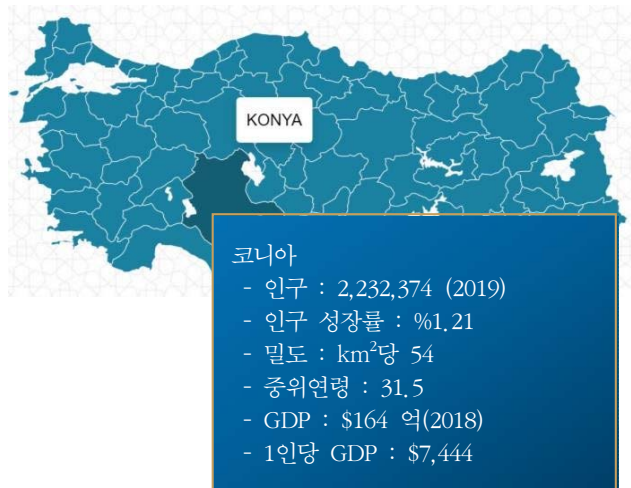 KONYA
코니아
- 인구 : 2,232,374 (2019)
- 인구 성장률 : %1.21
- 밀도 : km²당 54
- 중위연령 : 31.5
- GDP : $164 억(2018)
- 1인당 GDP : $7,444